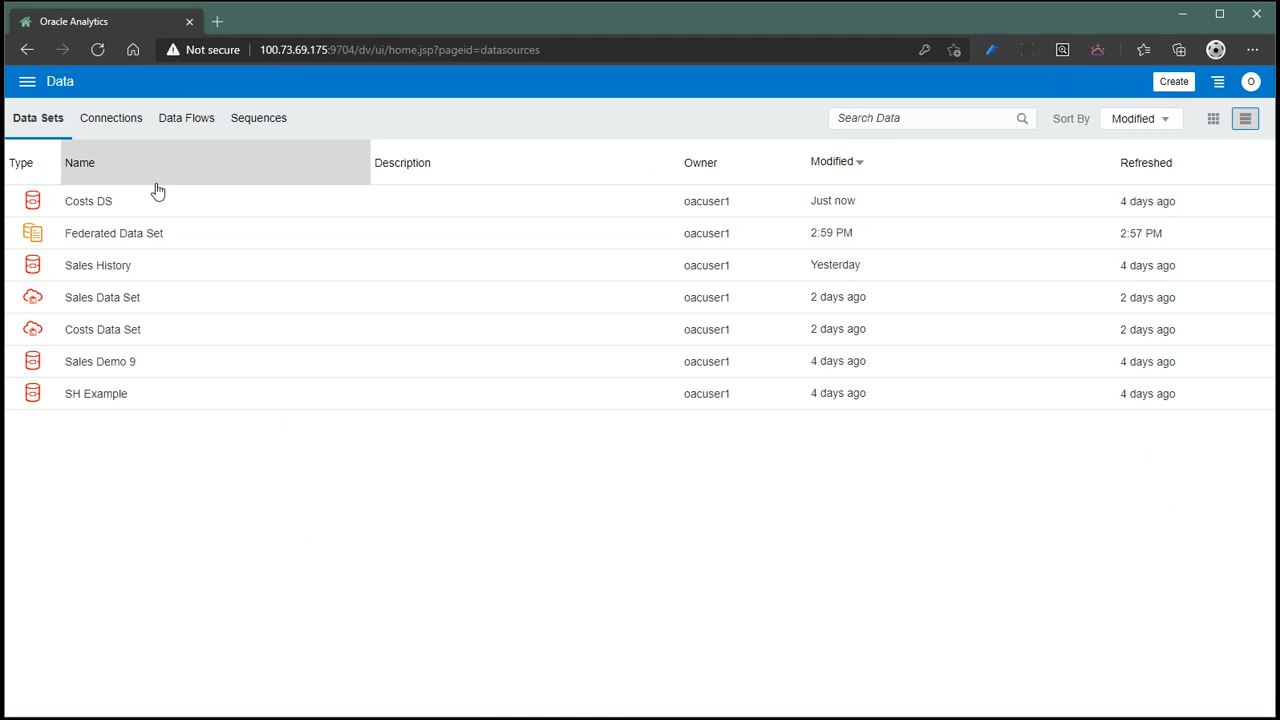 Oracle Analytics
Not secure 100.73.69.175:9704/dv/ui/home.jsp?pageid=datasources
Data Create O
Data Sets Connections Data Flows Sequences Search Data Sort By Modified
Type Name Description Owner Modified Refreshed
Costs DS oacuser1 Just now 4 days ago
Federated Data Set oacuser1 2:59 PM 2:57 PM
Sales History oacuser1 Yesterday 4 days ago
Sales Data Set oacuser1 2 days ago 2 days ago
Costs Data Set oacuser1 2 days ago 2 days ago
Sales Demo 9 oacuser1 4 days ago 4 days ago
SH Example oacuser1 4 days ago 4 days ago